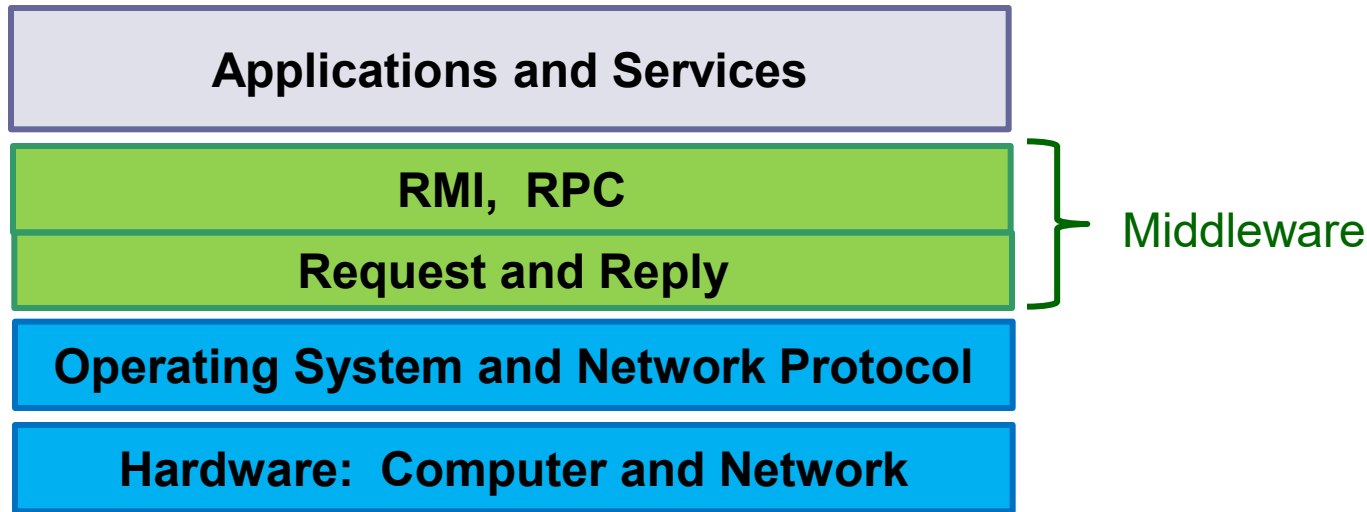 Applications and Services
RMI, RPC
Request and Reply
Middleware
Operating System and Network Protocol
Hardware: Computer and Network